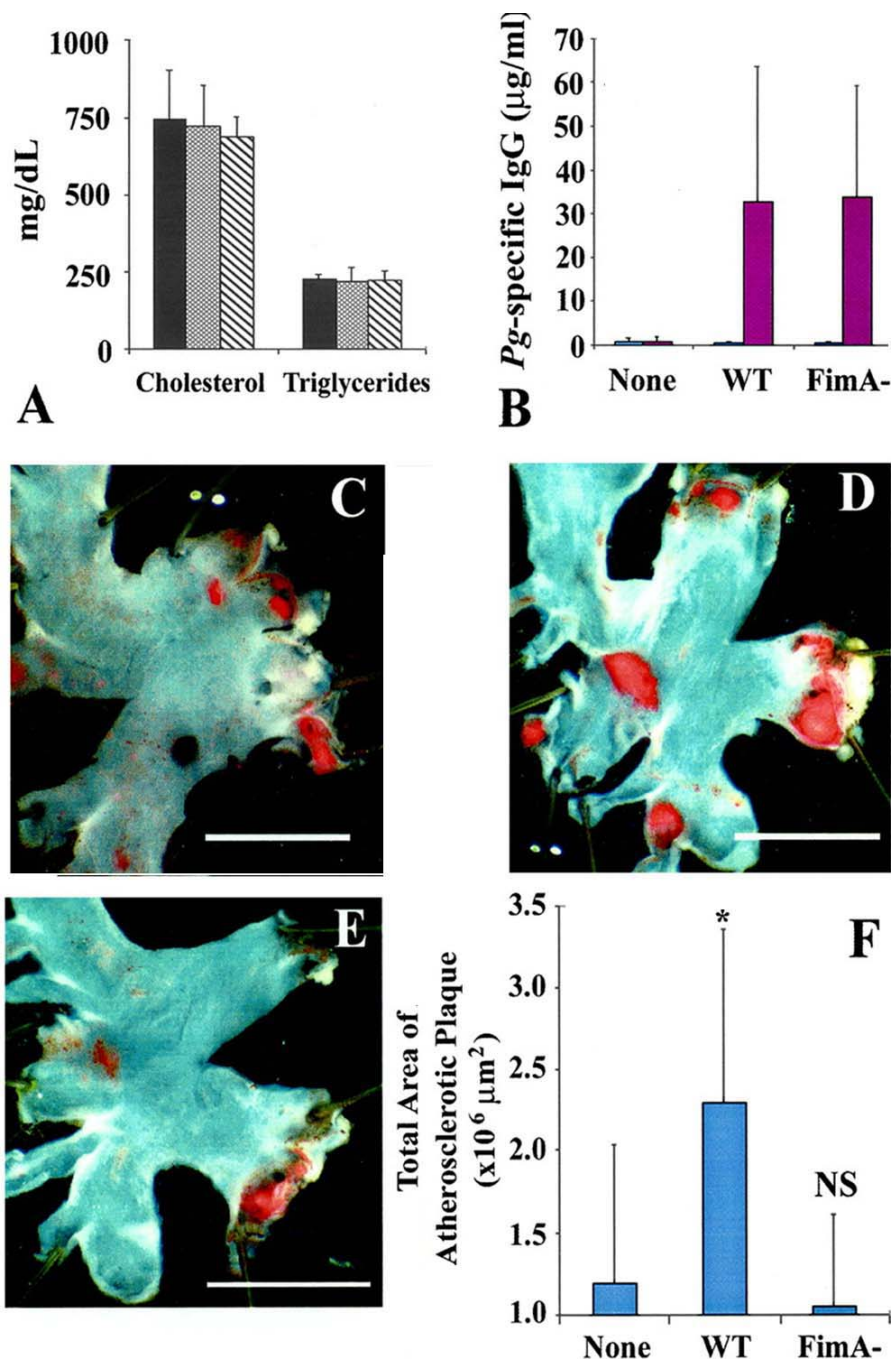 1000
750
500
250
0
mg/dL
Cholesterol
Triglycerides
A
70
60
50
40
30
20
10
0
Pg-specific IgG (μg/ml)
None
WT
FimA-
B
C
D
E
3.5
3.0
2.5
2.0
1.5
1.0
Total Area of
Atherosclerotic Plaque
(x10⁶ μm²)
*
NS
None
WT
FimA-
F